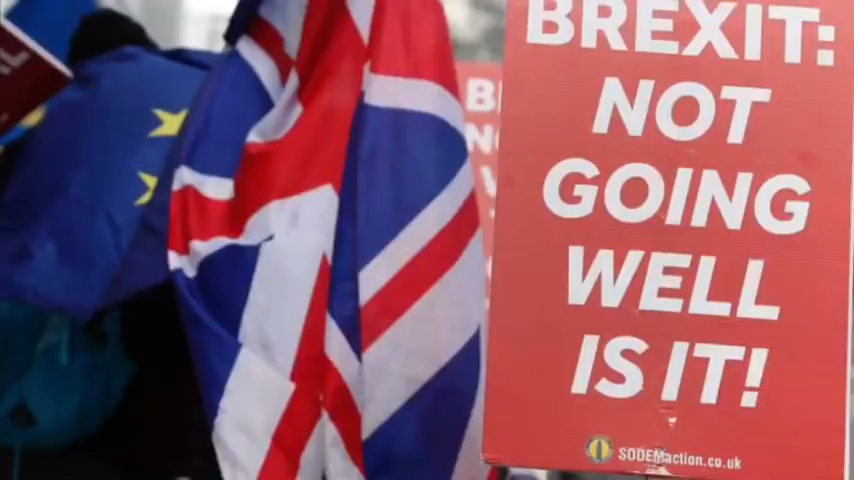 BREXIT:
NOT
GOING
WELL
IS IT!
SODEMaction.co.uk